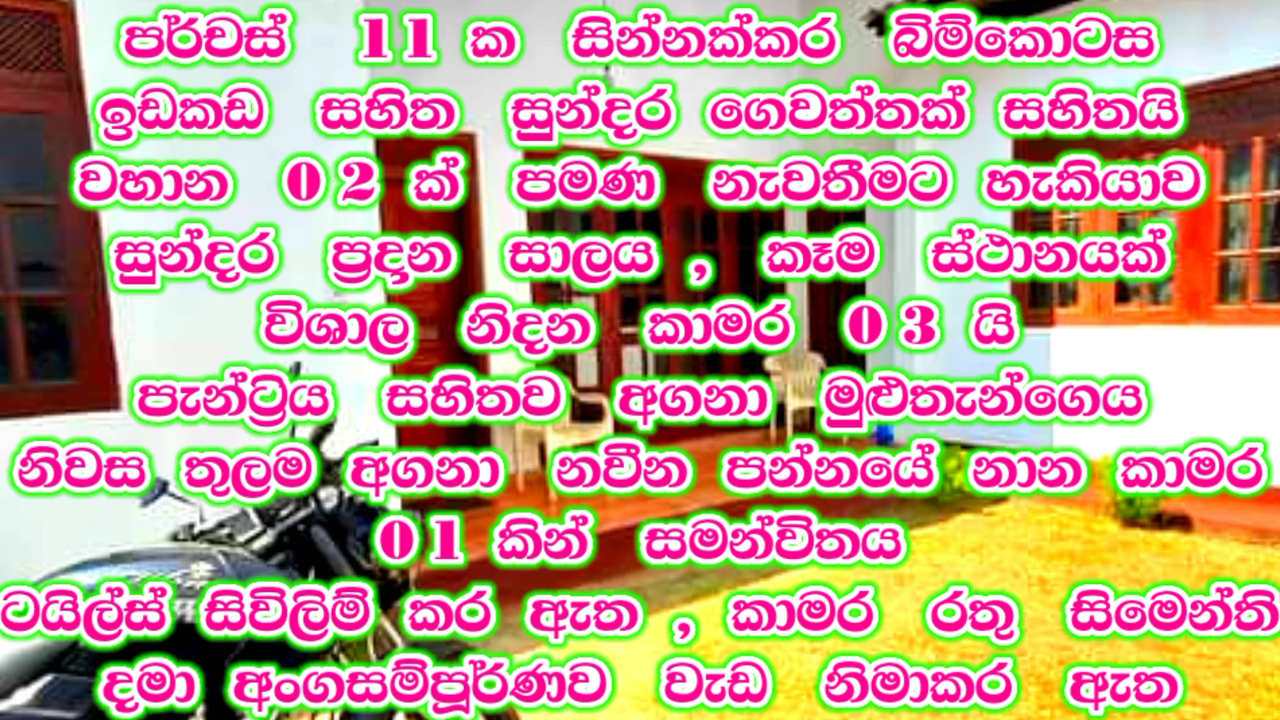 පර්චස් 11 ක සින්නක්කර බිම්කොටස
ඉඩකඩ සහිත සුන්දර ගෙවත්තක් සහිතයි
වහාන 02 ක් පමණ නැවතීමට හැකියාව
සුන්දර ප්‍රදාන සාලය , කෑම ස්ථානයක්
විශාල නිදන කාමර 03 යි
පැන්ට්‍රිය සහිතව අගනා මුළුතැන්ගෙය
නිවස තුලම අගනා නවීන පන්නයේ නාන කාමර
01 කින් සමන්විතය
ටයිල්ස් සිවිලිම් කර ඇත , කාමර රතු සිමෙන්ති
දමා අංගසම්පූර්ණව වැඩ නිමාකර ඇත